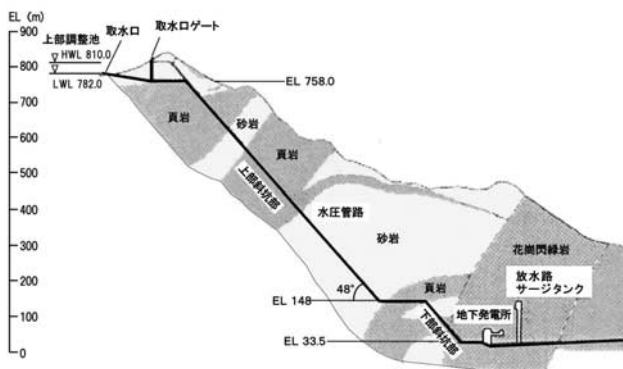 EL (m)
900
800
700
600
500
400
300
200
100
0
上部調整池
HWL 810.0
LWL 782.0
取水口
取水口ゲート
EL 758.0
頁岩
砂岩
頁岩
上部斜坑部
水圧管路
砂岩
花崗閃緑岩
48°
EL 148
頁岩
放水路
サージタンク
地下発電所
下部斜坑部
EL 33.5